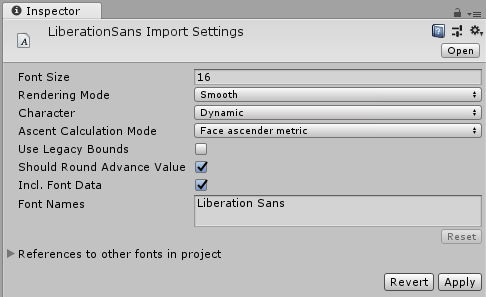 Inspector
LiberationSans Import Settings
Open
Font Size 16
Rendering Mode Smooth
Character Dynamic
Ascent Calculation Mode Face ascender metric
Use Legacy Bounds
Should Round Advance Value
Incl. Font Data
Font Names Liberation Sans
Reset
References to other fonts in project
Revert Apply